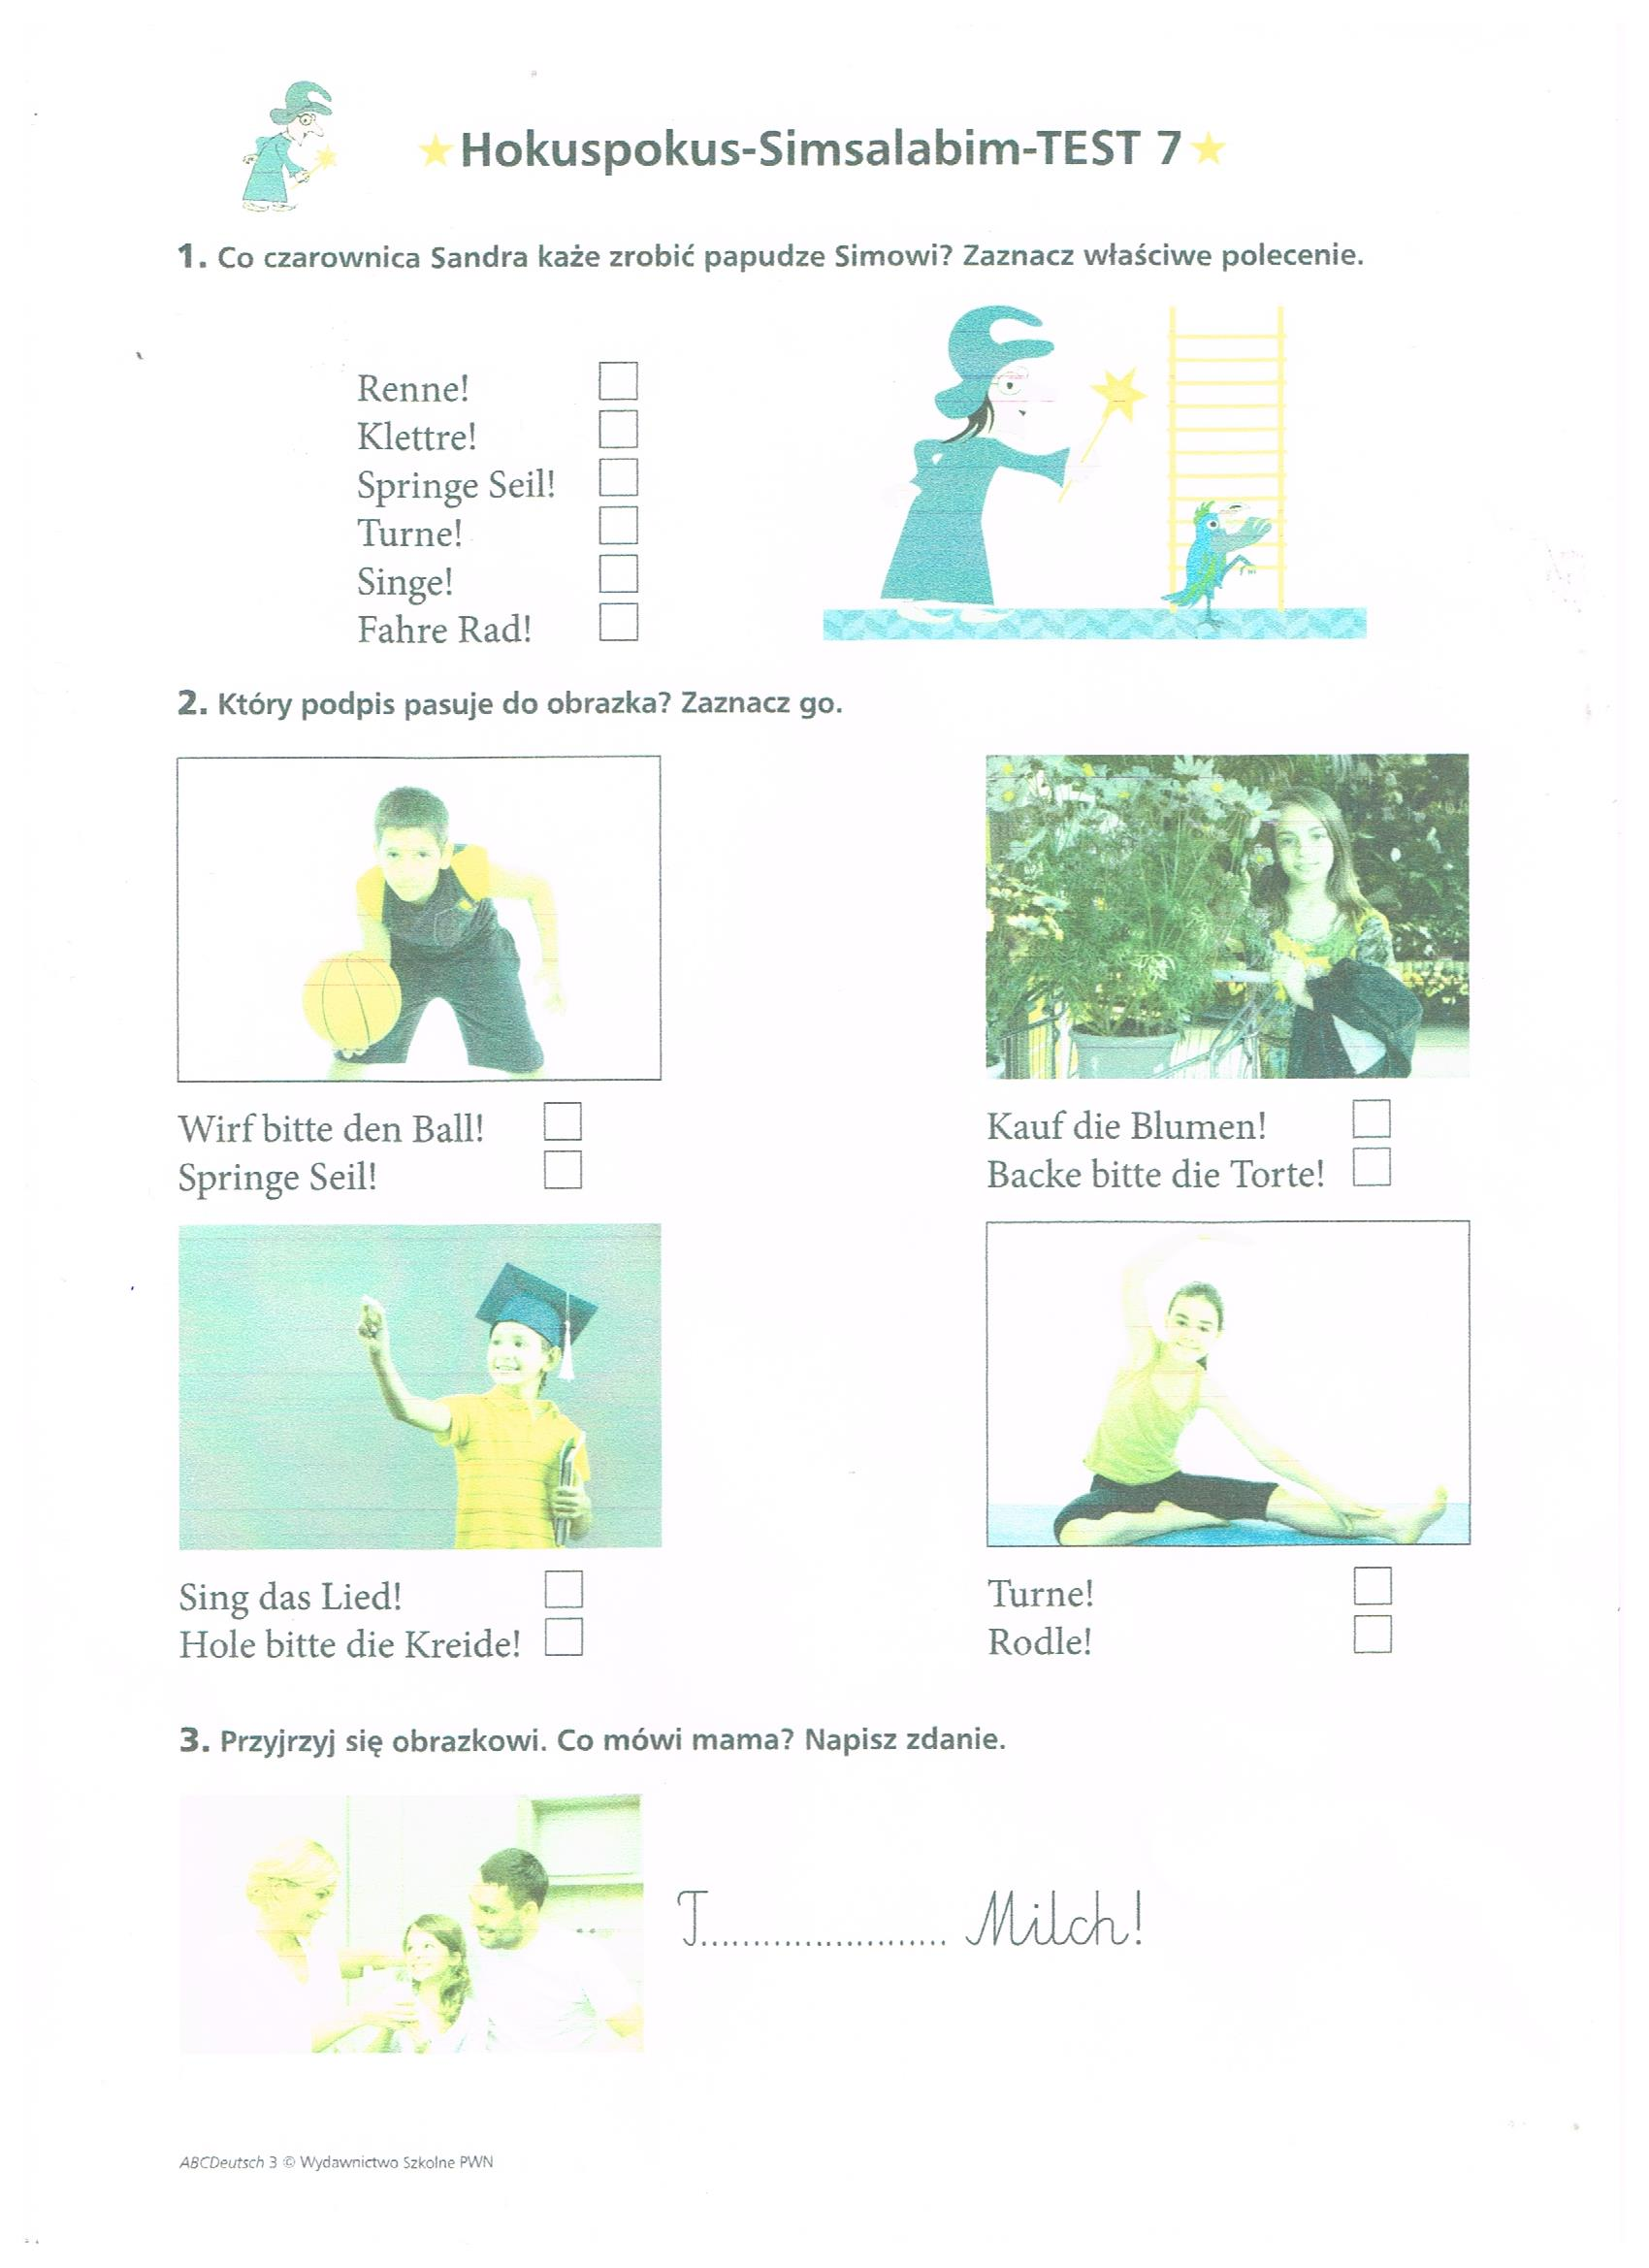 Hokuspokus-Simsalabim-TEST 7
1. Co czarownica Sandra każe zrobić papudze Simowi? Zaznacz właściwe polecenie.
Renne!
Klettre!
Springe Seil!
Turne!
Singe!
Fahre Rad!
2. Który podpis pasuje do obrazka? Zaznacz go.
Wirf bitte den Ball!
Springe Seil!
Kauf die Blumen!
Backe bitte die Torte!
Sing das Lied!
Hole bitte die Kreide!
Turne!
Rodle!
3. Przyjrzyj się obrazkowi. Co mówi mama? Napisz zdanie.
T........................ Milch!
ABCDeutsch 3 © Wydawnictwo Szkolne PWN